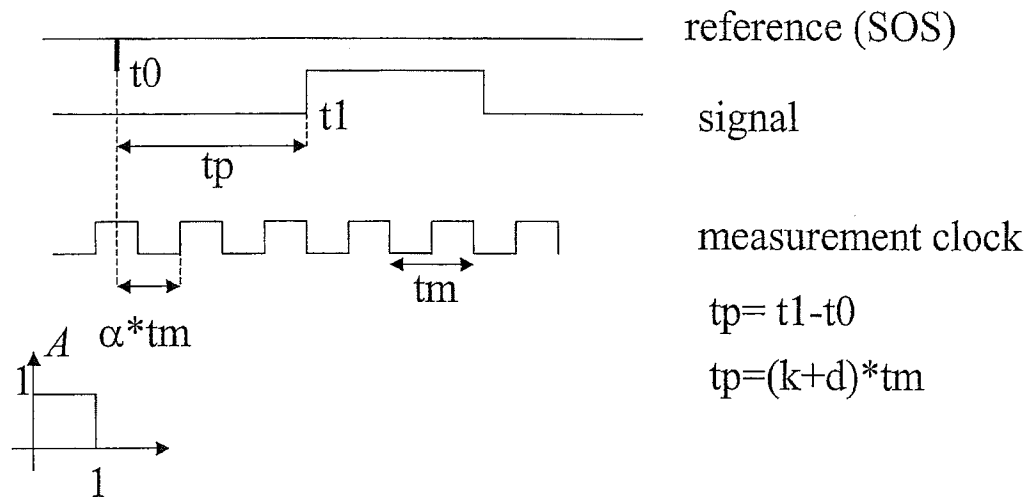 reference (SOS)
t0
t1
signal
tp
measurement clock
tm
α*tm
tp= t1-t0
tp=(k+d)*tm
A
1
1